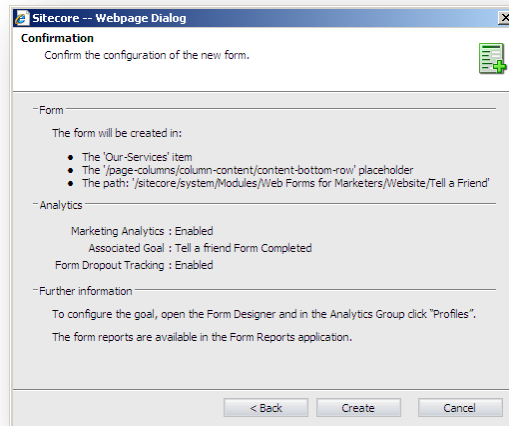 Sitecore -- Webpage Dialog
Confirmation
Confirm the configuration of the new form.
Form
The form will be created in:
• The 'Our-Services' item
• The '/page-columns/column-content/content-bottom-row' placeholder
• The path: '/sitecore/system/Modules/Web Forms for Marketers/Website/Tell a Friend'
Analytics
Marketing Analytics : Enabled
Associated Goal : Tell a friend Form Completed
Form Dropout Tracking : Enabled
Further information
To configure the goal, open the Form Designer and in the Analytics Group click "Profiles".
The form reports are available in the Form Reports application.
< Back Create Cancel